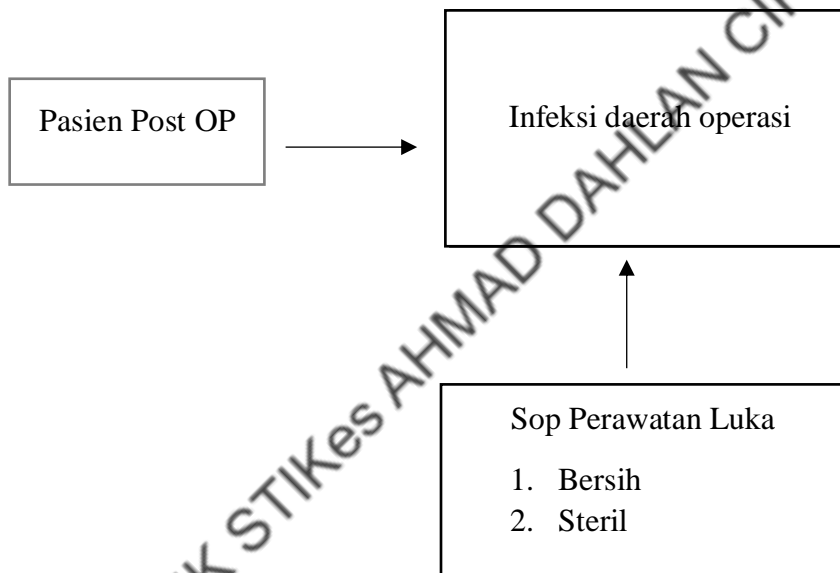 Pasien Post OP
Infeksi daerah operasi
Sop Perawatan Luka
1. Bersih
2. Steril
STIKes AHMAD DAHLAN